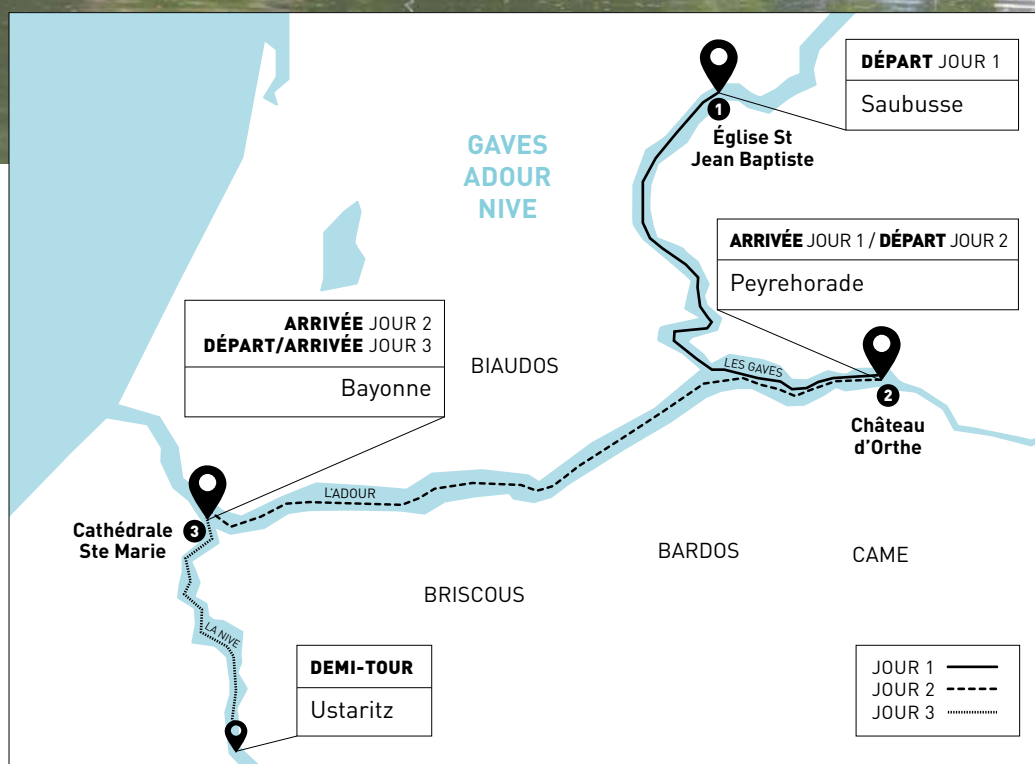 DÉPART JOUR 1
Saubusse
1
Église St
Jean Baptiste
GAVES
ADOUR
NIVE
ARRIVÉE JOUR 1 / DÉPART JOUR 2
Peyrehorade
ARRIVÉE JOUR 2
DÉPART/ARRIVÉE JOUR 3
Bayonne
BIAUDOS
LES GAVES
2
Château
d'Orthe
L'ADOUR
3
Cathédrale
Ste Marie
BARDOS
CAME
BRISCOUS
LA NIVE
DEMI-TOUR
Ustaritz
JOUR 1
JOUR 2
JOUR 3